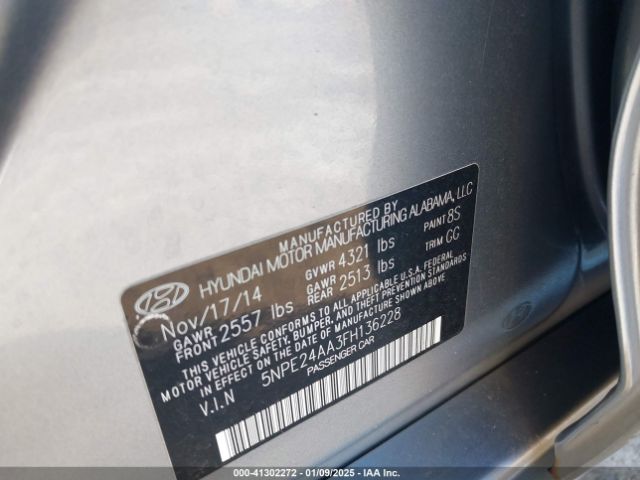 MANUFACTURED BY
HYUNDAI MOTOR MANUFACTURING ALABAMA, LLC
Nov/17/14 GVWR 4321 lbs PAINT 8S
GAWR FRONT 2557 lbs GAWR REAR 2513 lbs TRIM GG
THIS VEHICLE CONFORMS TO ALL APPLICABLE U.S.A. FEDERAL
MOTOR VEHICLE SAFETY, BUMPER, AND THEFT PREVENTION STANDARDS
IN EFFECT ON THE DATE OF MANUFACTURE SHOWN ABOVE.
V.I.N 5NPE24AA3FH136228
PASSENGER CAR
000-41302272 | 01/09/2025 | IAA Inc.